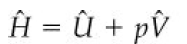 Ĥ = Û + pV̂